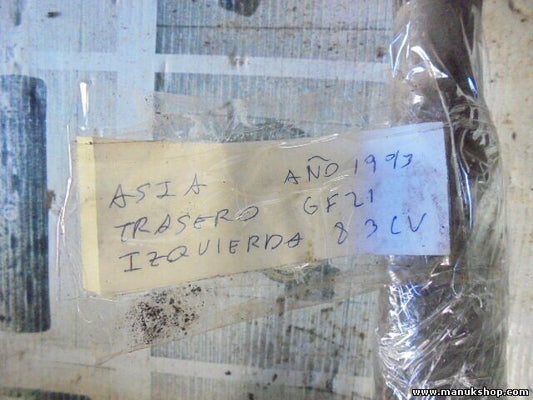 ASIA AÑO 1993
TRASERO GF21
IZQUIERDA 83CV
www.manukshop.com